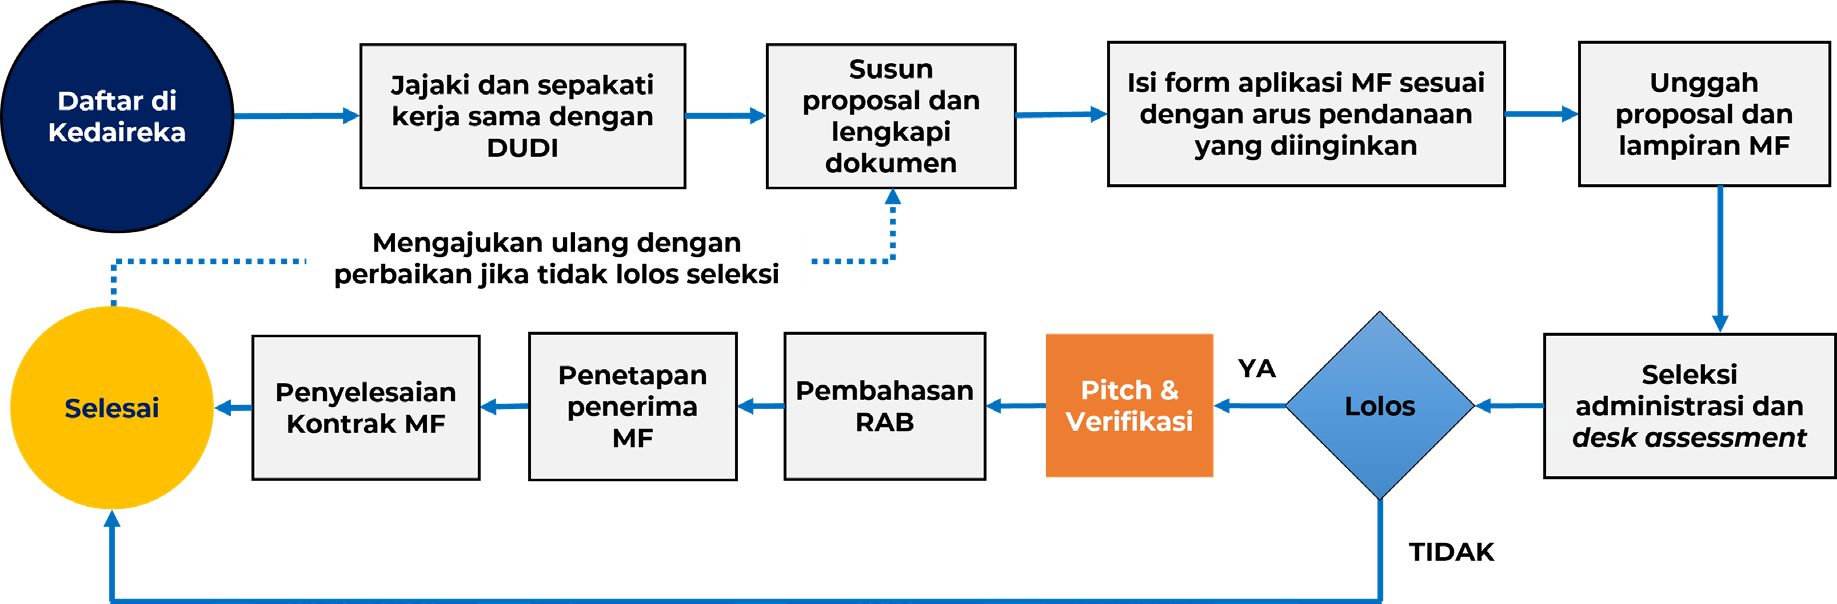 Daftar di
Kedaireka
Jajaki dan sepakati
kerja sama dengan
DUDI
Susun
proposal dan
lengkapi
dokumen
Isi form aplikasi MF sesuai
dengan arus pendanaan
yang diinginkan
Unggah
proposal dan
lampiran MF
Mengajukan ulang dengan
perbaikan jika tidak lolos seleksi
Seleksi
administrasi dan
desk assessment
Lolos
YA
TIDAK
Pitch &
Verifikasi
Pembahasan
RAB
Penetapan
penerima
MF
Penyelesaian
Kontrak MF
Selesai